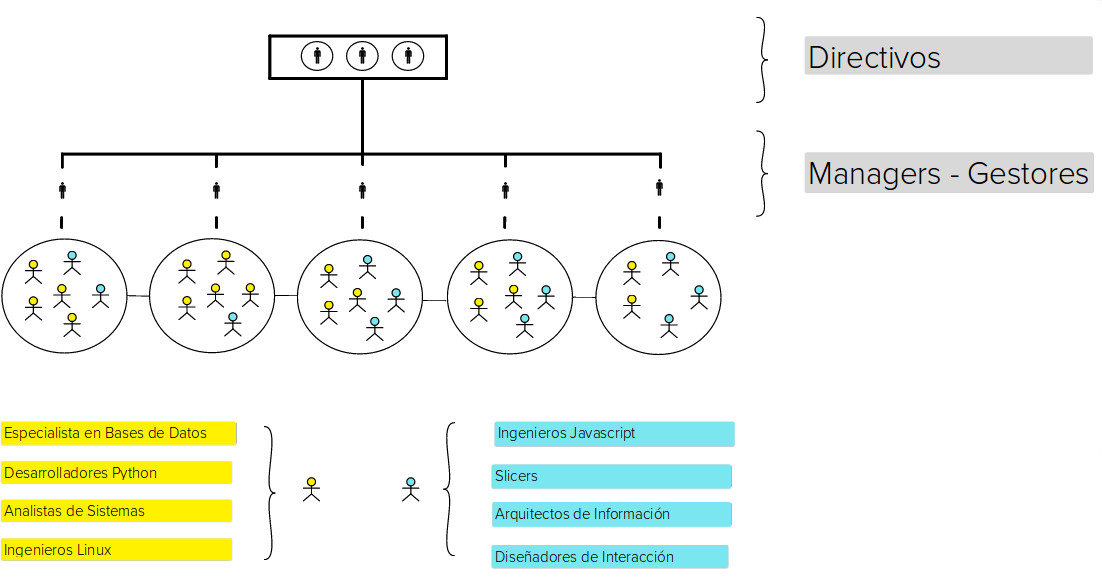 Directivos
Managers - Gestores
Especialista en Bases de Datos
Desarrolladores Python
Analistas de Sistemas
Ingenieros Linux
Ingenieros Javascript
Slicers
Arquitectos de Información
Diseñadores de Interacción